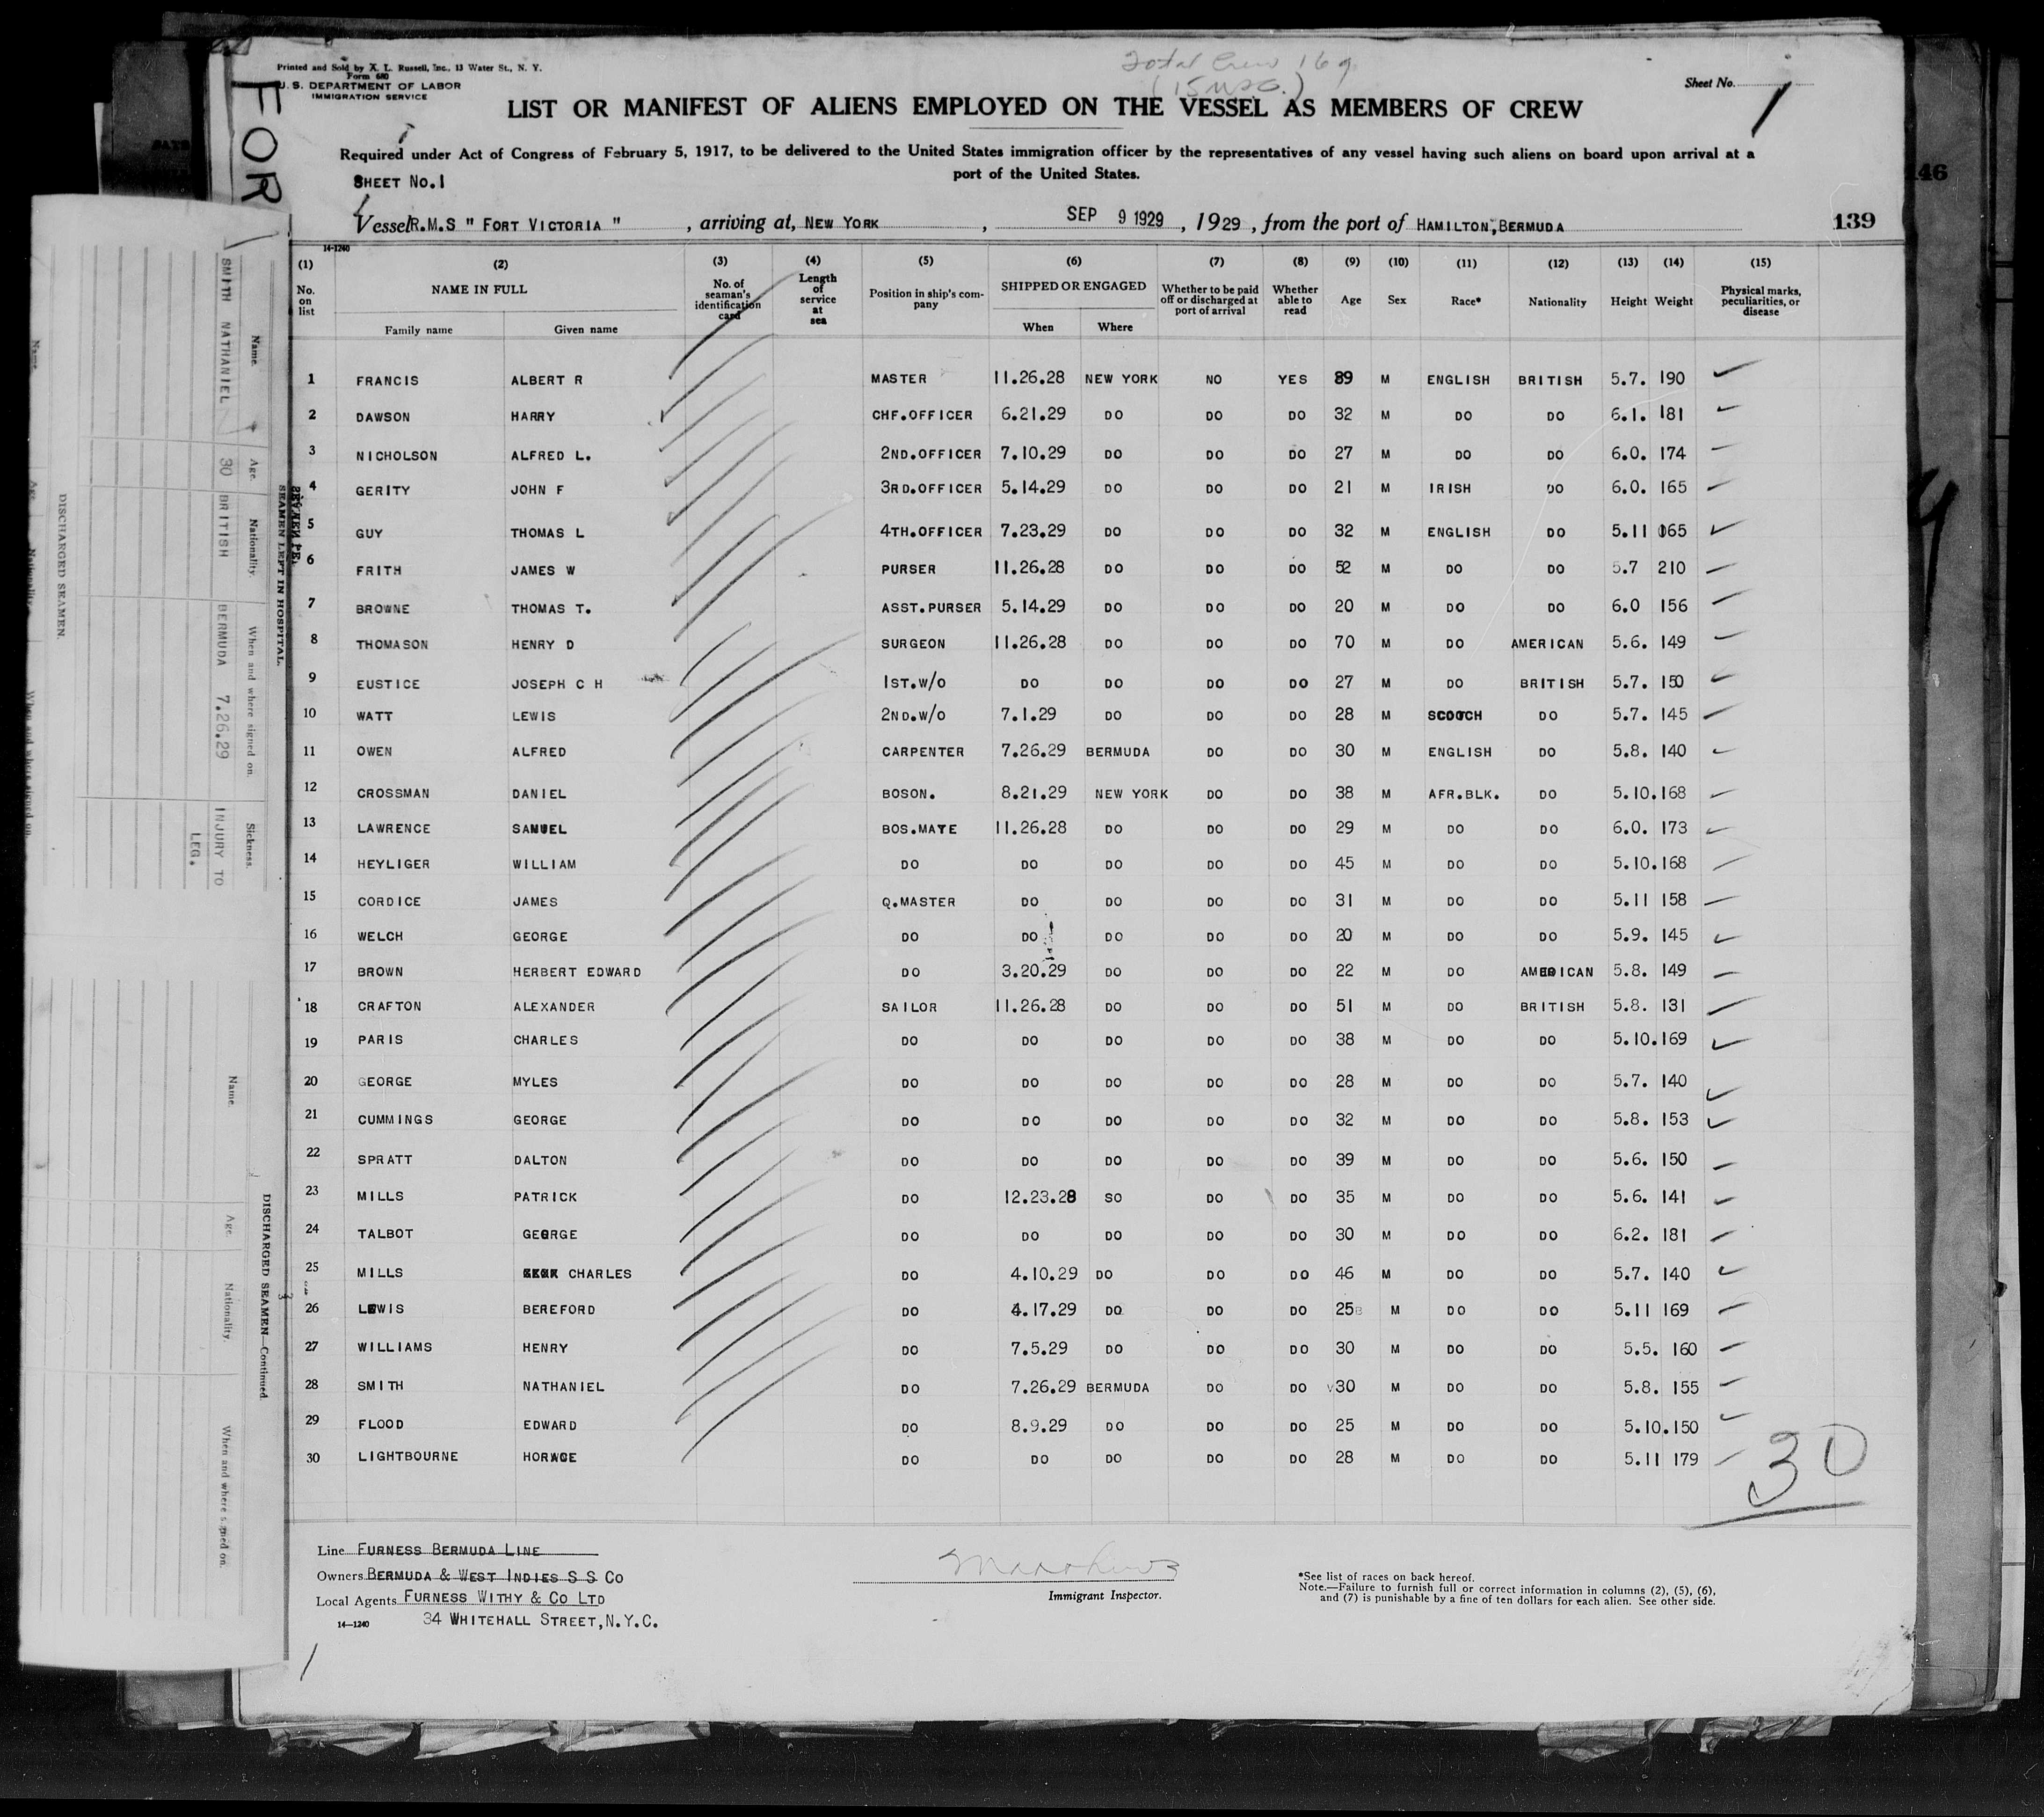 Total Crew 169
Printed and Sold by X. L. Russell, Inc., 13 Water St., N. Y.
Form 680
U. S. DEPARTMENT OF LABOR
IMMIGRATION SERVICE
Sheet No. 1
LIST OR MANIFEST OF ALIENS EMPLOYED ON THE VESSEL AS MEMBERS OF CREW
Required under Act of Congress of February 5, 1917, to be delivered to the United States immigration officer by the representatives of any vessel having such aliens on board upon arrival at a
port of the United States.
SHEET NO.1
Vessel R.M.S " FORT VICTORIA " , arriving at, NEW YORK , SEP 9 1929 , 1929 , from the port of HAMILTON,BERMUDA 139
14-1240
(1) (2) (3) (4) (5) (6) (7) (8) (9) (10) (11) (12) (13) (14) (15)
No. on list NAME IN FULL No. of seaman's identification card Length of service at sea Position in ship's company SHIPPED OR ENGAGED Whether to be paid off or discharged at port of arrival Whether able to read Age Sex Race* Nationality Height Weight Physical marks, peculiarities, or disease
Family name Given name When Where
1 FRANCIS ALBERT R MASTER 11.26.28 NEW YORK NO YES 89 M ENGLISH BRITISH 5.7. 190
2 DAWSON HARRY CHF.OFFICER 6.21.29 DO DO DO 32 M DO DO 6.1. 181
3 NICHOLSON ALFRED L. 2ND.OFFICER 7.10.29 DO DO DO 27 M DO DO 6.0. 174
4 GERITY JOHN F 3RD.OFFICER 5.14.29 DO DO DO 21 M IRISH DO 6.0. 165
5 GUY THOMAS L 4TH.OFFICER 7.23.29 DO DO DO 32 M ENGLISH DO 5.11 065
6 FRITH JAMES W PURSER 11.26.28 DO DO DO 52 M DO DO 5.7 210
7 BROWNE THOMAS T. ASST.PURSER 5.14.29 DO DO DO 20 M DO DO 6.0 156
8 THOMASON HENRY D SURGEON 11.26.28 DO DO DO 70 M DO AMERICAN 5.6. 149
9 EUSTICE JOSEPH C H 1ST.W/O DO DO DO DO 27 M DO BRITISH 5.7. 150
10 WATT LEWIS 2ND.W/O 7.1.29 DO DO DO 28 M SCOTCH DO 5.7. 145
11 OWEN ALFRED CARPENTER 7.26.29 BERMUDA DO DO 30 M ENGLISH DO 5.8. 140
12 CROSSMAN DANIEL BOSON. 8.21.29 NEW YORK DO DO 38 M AFR.BLK. DO 5.10.168
13 LAWRENCE SAMUEL BOS.MATE 11.26.28 DO DO DO 29 M DO DO 6.0. 173
14 HEYLIGER WILLIAM DO DO DO DO DO 45 M DO DO 5.10.168
15 CORDICE JAMES Q.MASTER DO DO DO DO 31 M DO DO 5.11 158
16 WELCH GEORGE DO DO DO DO DO 20 M DO DO 5.9. 145
17 BROWN HERBERT EDWARD DO 3.20.29 DO DO DO 22 M DO AMERICAN 5.8. 149
18 CRAFTON ALEXANDER SAILOR 11.26.28 DO DO DO 51 M DO BRITISH 5.8. 131
19 PARIS CHARLES DO DO DO DO DO 38 M DO DO 5.10.169
20 GEORGE MYLES DO DO DO DO DO 28 M DO DO 5.7. 140
21 CUMMINGS GEORGE DO DO DO DO DO 32 M DO DO 5.8. 153
22 SPRATT DALTON DO DO DO DO DO 39 M DO DO 5.6. 150
23 MILLS PATRICK DO 12.23.28 SO DO DO 35 M DO DO 5.6. 141
24 TALBOT GEORGE DO DO DO DO DO 30 M DO DO 6.2. 181
25 MILLS CHARLES DO 4.10.29 DO DO DO 46 M DO DO 5.7. 140
26 LEWIS BEREFORD DO 4.17.29 DO DO DO 25 M DO DO 5.11 169
27 WILLIAMS HENRY DO 7.5.29 DO DO DO 30 M DO DO 5.5. 160
28 SMITH NATHANIEL DO 7.26.29 BERMUDA DO DO 30 M DO DO 5.8. 155
29 FLOOD EDWARD DO 8.9.29 DO DO DO 25 M DO DO 5.10.150
30 LIGHTBOURNE HORACE DO DO DO DO DO 28 M DO DO 5.11 179
30
Line FURNESS BERMUDA LINE
Owners BERMUDA & WEST INDIES S S CO
Local Agents FURNESS WITHY & CO LTD
14—1240 34 WHITEHALL STREET,N.Y.C.
Immigrant Inspector.
*See list of races on back hereof.
Note.—Failure to furnish full or correct information in columns (2), (5), (6),
and (7) is punishable by a fine of ten dollars for each alien. See other side.
FOR
146
SEAMEN LEFT IN HOSPITAL.
Name. Age. Nationality. When and where signed on. Sickness.
SMITH NATHANIEL 30 BRITISH BERMUDA 7.26.29 INJURY TO
LEG.
DISCHARGED SEAMEN.
Name. Age. Nationality. When and where signed on.
DISCHARGED SEAMEN—Continued.
Name. Age. Nationality. When and where signed on.